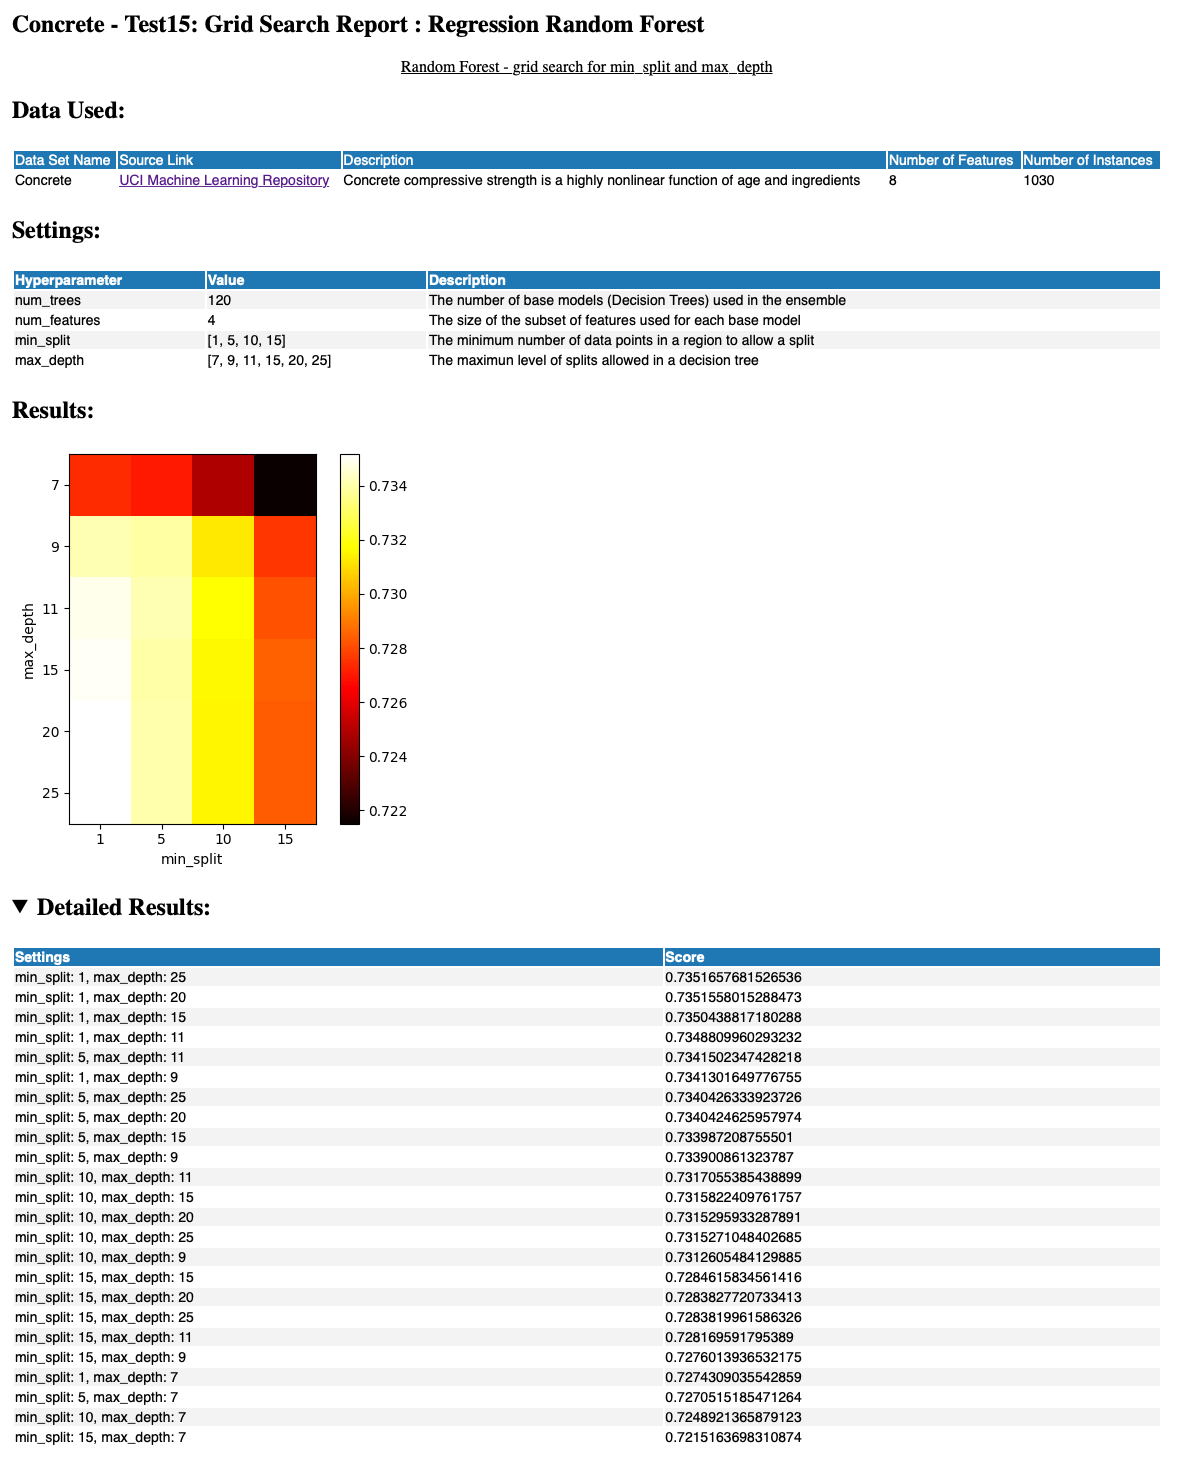 Concrete - Test15: Grid Search Report : Regression Random Forest
Random Forest - grid search for min_split and max_depth
Data Used:
Data Set Name Source Link Description Number of Features Number of Instances
Concrete UCI Machine Learning Repository Concrete compressive strength is a highly nonlinear function of age and ingredients 8 1030
Settings:
Hyperparameter Value Description
num_trees 120 The number of base models (Decision Trees) used in the ensemble
num_features 4 The size of the subset of features used for each base model
min_split [1, 5, 10, 15] The minimum number of data points in a region to allow a split
max_depth [7, 9, 11, 15, 20, 25] The maximun level of splits allowed in a decision tree
Results:
max_depth
7
9
11
15
20
25
1 5 10 15
min_split
0.734
0.732
0.730
0.728
0.726
0.724
0.722
▼ Detailed Results:
Settings Score
min_split: 1, max_depth: 25 0.7351657681526536
min_split: 1, max_depth: 20 0.7351558015288473
min_split: 1, max_depth: 15 0.7350438817180288
min_split: 1, max_depth: 11 0.7348809960293232
min_split: 5, max_depth: 11 0.7341502347428218
min_split: 1, max_depth: 9 0.7341301649776755
min_split: 5, max_depth: 25 0.7340426333923726
min_split: 5, max_depth: 20 0.7340424625957974
min_split: 5, max_depth: 15 0.733987208755501
min_split: 5, max_depth: 9 0.733900861323787
min_split: 10, max_depth: 11 0.7317055385438899
min_split: 10, max_depth: 15 0.7315822409761757
min_split: 10, max_depth: 20 0.7315295933287891
min_split: 10, max_depth: 25 0.7315271048402685
min_split: 10, max_depth: 9 0.7312605484129885
min_split: 15, max_depth: 15 0.7284615834561416
min_split: 15, max_depth: 20 0.7283827720733413
min_split: 15, max_depth: 25 0.7283819961586326
min_split: 15, max_depth: 11 0.728169591795389
min_split: 15, max_depth: 9 0.7276013936532175
min_split: 1, max_depth: 7 0.7274309035542859
min_split: 5, max_depth: 7 0.7270515185471264
min_split: 10, max_depth: 7 0.7248921365879123
min_split: 15, max_depth: 7 0.7215163698310874